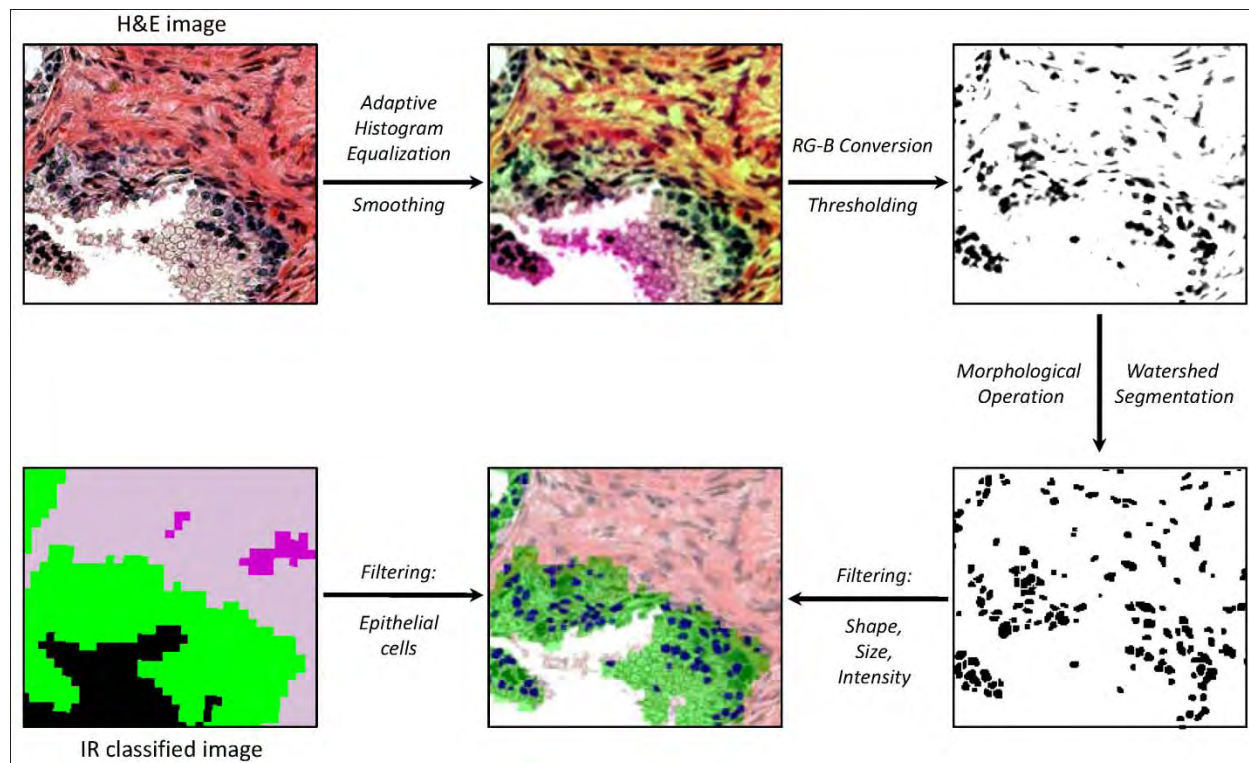 H&E image
Adaptive
Histogram
Equalization
Smoothing
RG-B Conversion
Thresholding
Morphological
Operation
Watershed
Segmentation
Filtering:
Epithelial
cells
Filtering:
Shape,
Size,
Intensity
IR classified image